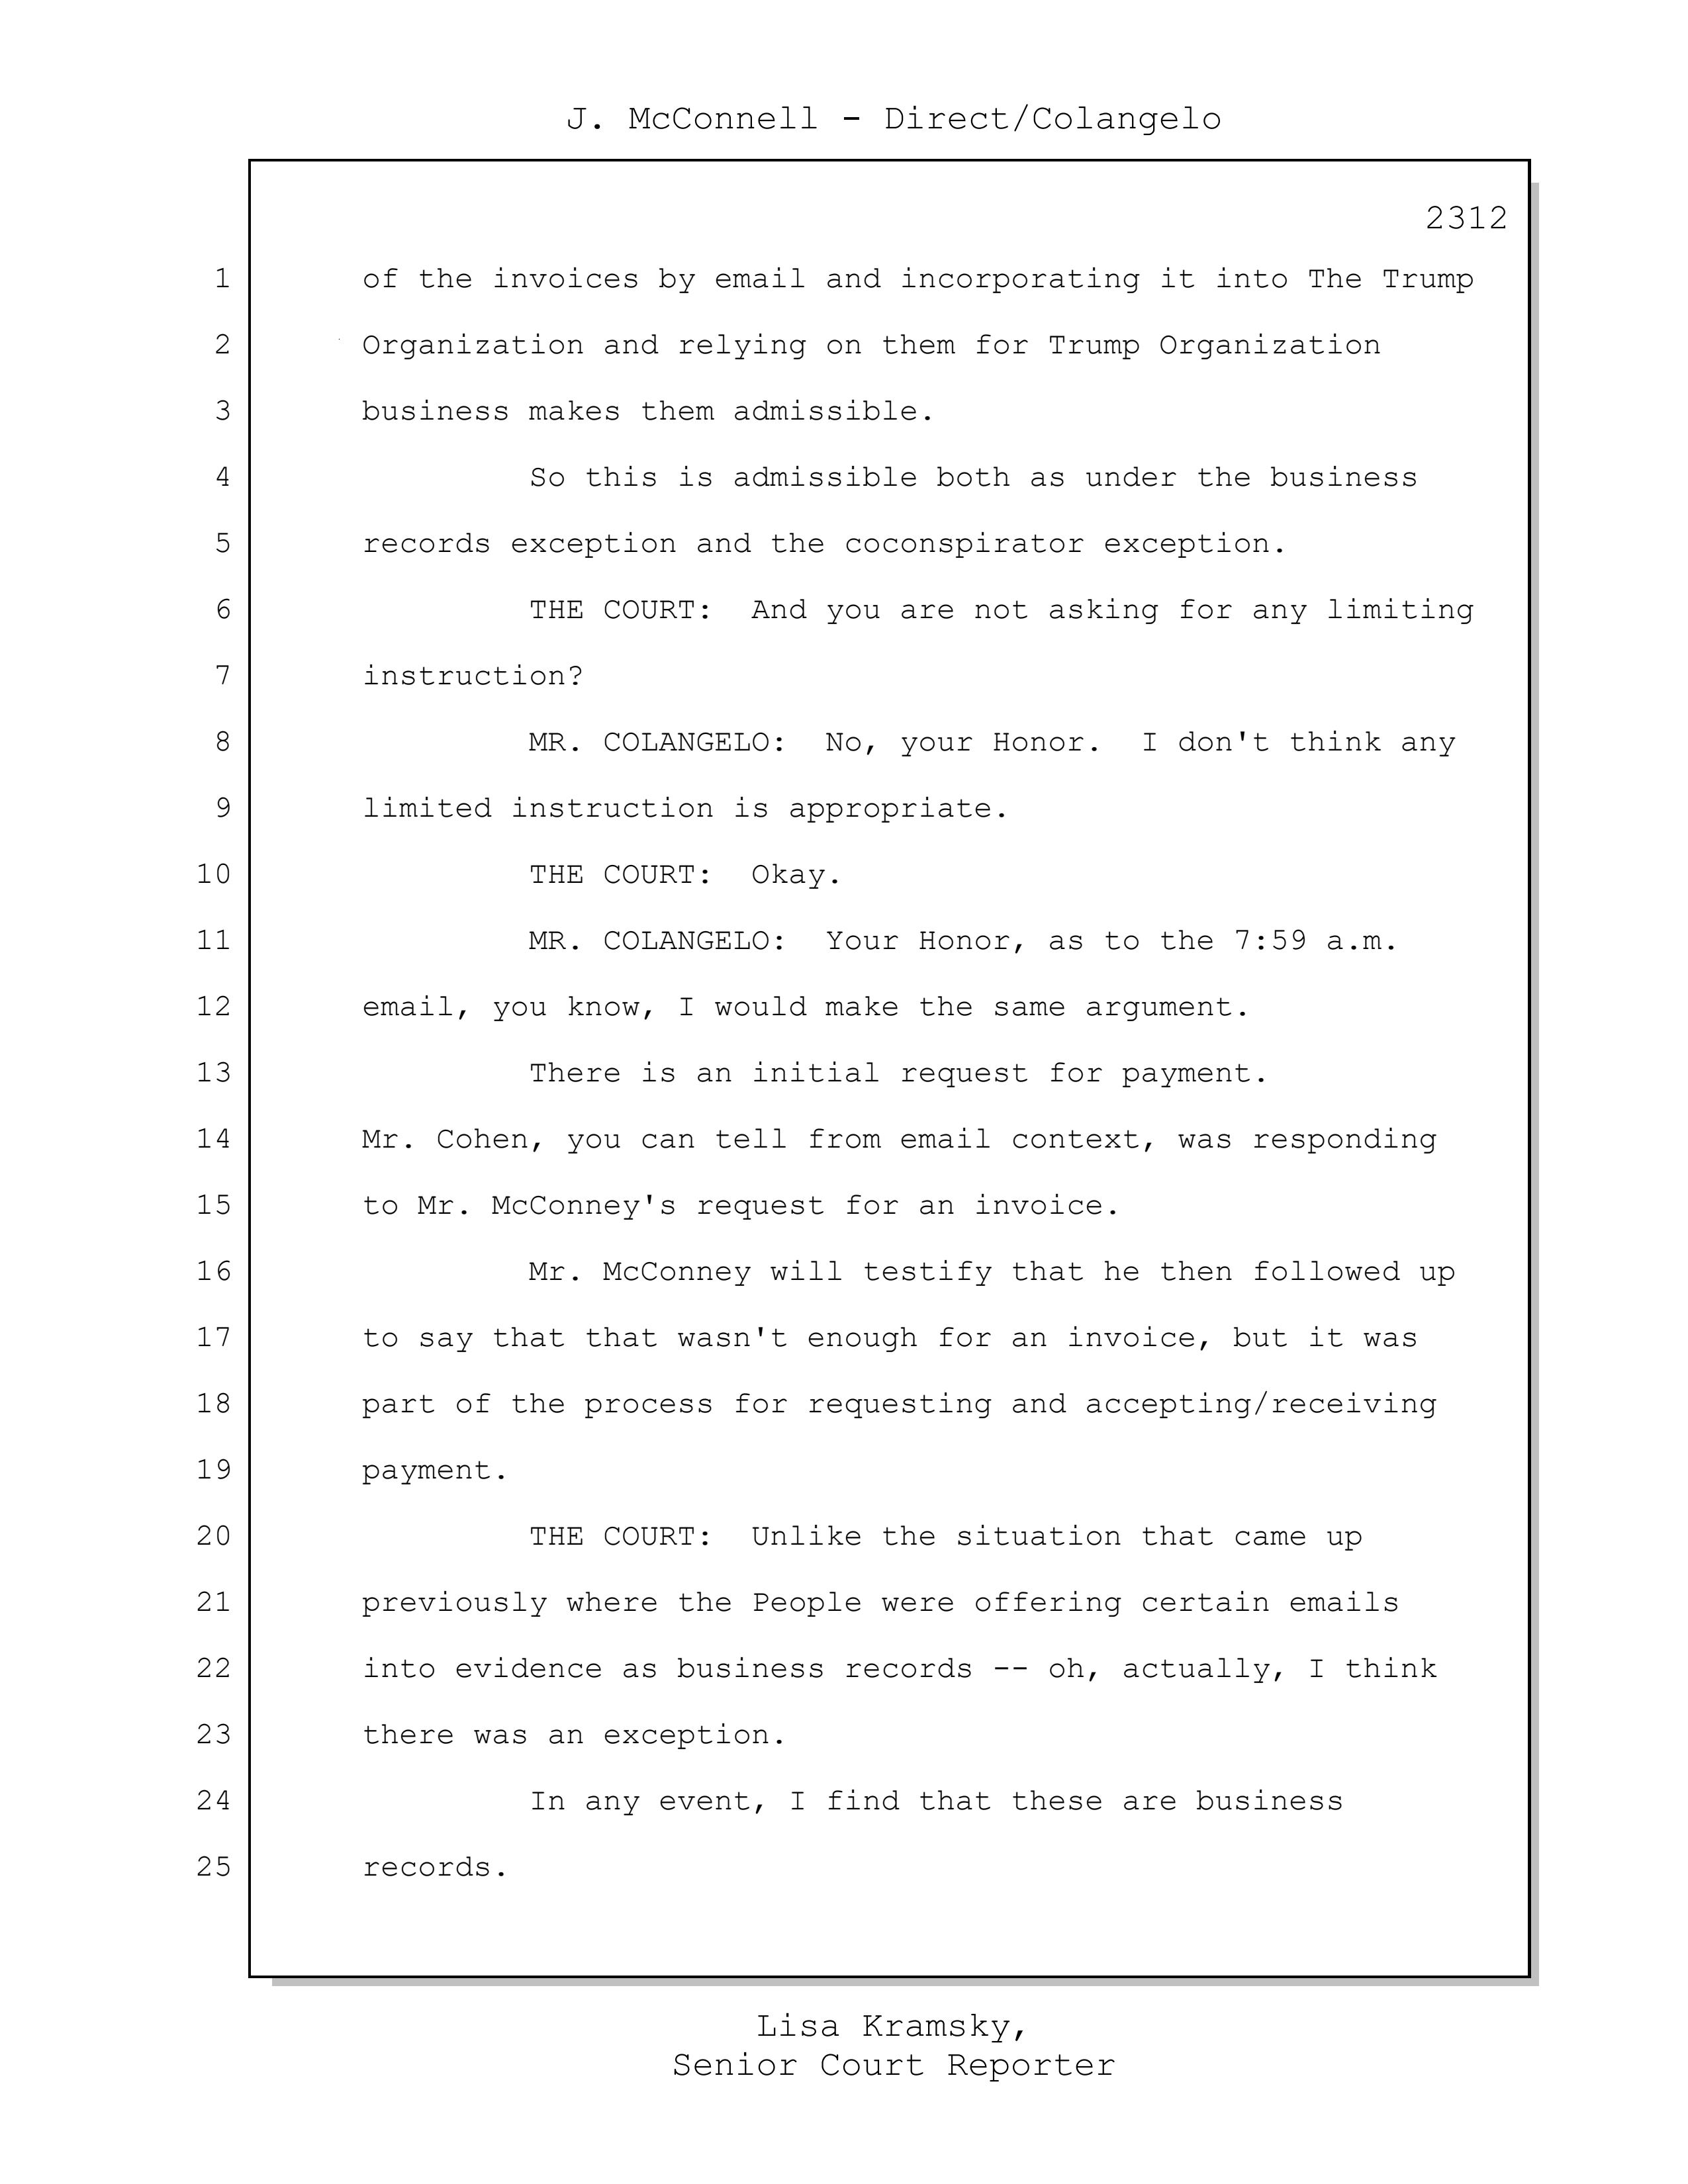 J. McConnell - Direct/Colangelo
2312
1 of the invoices by email and incorporating it into The Trump
2 Organization and relying on them for Trump Organization
3 business makes them admissible.
4 So this is admissible both as under the business
5 records exception and the coconspirator exception.
6 THE COURT: And you are not asking for any limiting
7 instruction?
8 MR. COLANGELO: No, your Honor. I don't think any
9 limited instruction is appropriate.
10 THE COURT: Okay.
11 MR. COLANGELO: Your Honor, as to the 7:59 a.m.
12 email, you know, I would make the same argument.
13 There is an initial request for payment.
14 Mr. Cohen, you can tell from email context, was responding
15 to Mr. McConney's request for an invoice.
16 Mr. McConney will testify that he then followed up
17 to say that that wasn't enough for an invoice, but it was
18 part of the process for requesting and accepting/receiving
19 payment.
20 THE COURT: Unlike the situation that came up
21 previously where the People were offering certain emails
22 into evidence as business records -- oh, actually, I think
23 there was an exception.
24 In any event, I find that these are business
25 records.
Lisa Kramsky,
Senior Court Reporter